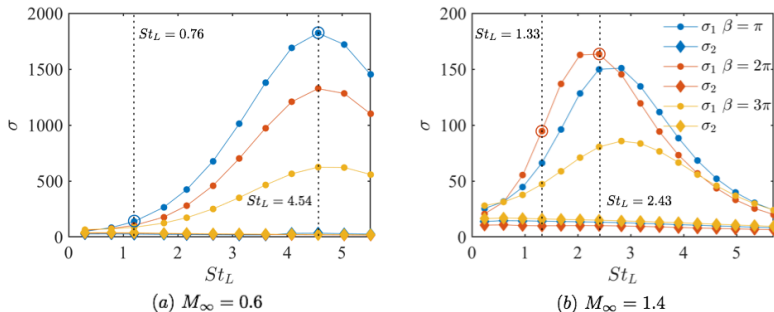 2000
1500
1000
500
0
σ
St_L = 0.76
St_L = 4.54
0 1 2 3 4 5
St_L
(a) M_∞ = 0.6
200
150
100
50
0
σ
St_L = 1.33
St_L = 2.43
σ₁ β = π
σ₂
σ₁ β = 2π
σ₂
σ₁ β = 3π
σ₂
0 1 2 3 4 5
St_L
(b) M_∞ = 1.4